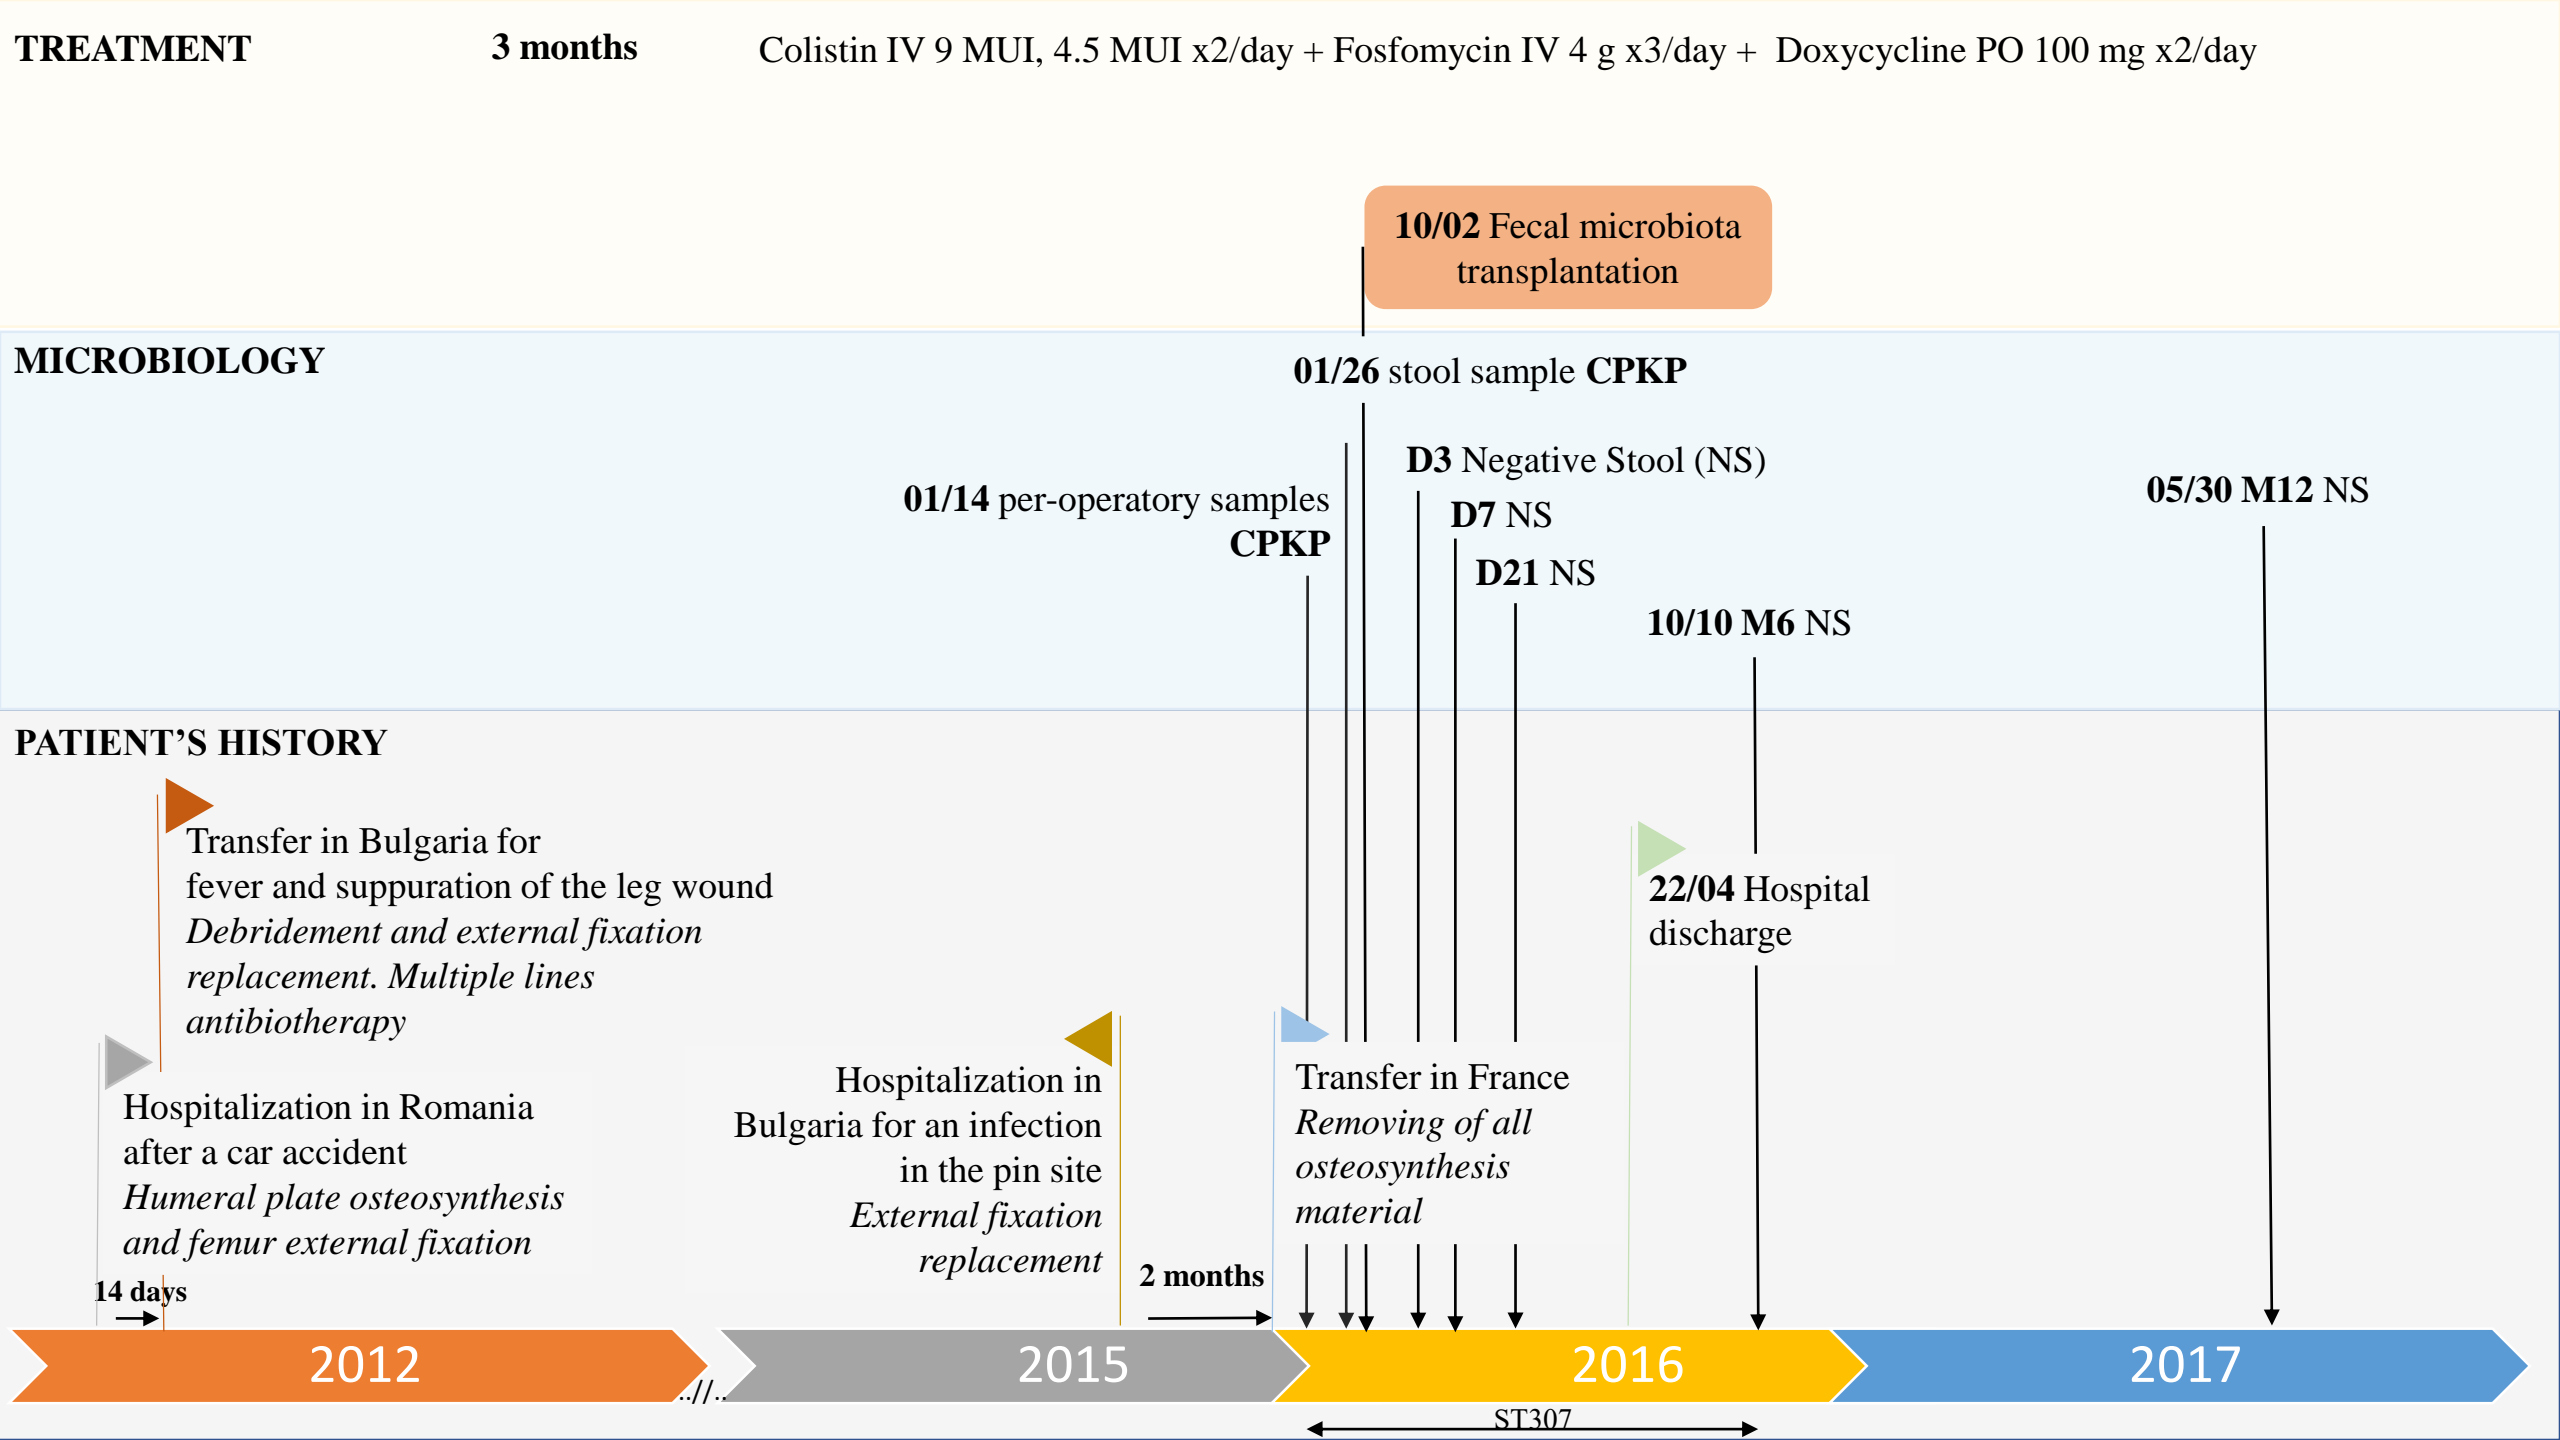 TREATMENT
3 months
Colistin IV 9 MUI, 4.5 MUI x2/day + Fosfomycin IV 4 g x3/day + Doxycycline PO 100 mg x2/day
10/02 Fecal microbiota
transplantation
MICROBIOLOGY
01/26 stool sample CPKP
D3 Negative Stool (NS)
01/14 per-operatory samples
CPKP
D7 NS
D21 NS
10/10 M6 NS
05/30 M12 NS
PATIENT'S HISTORY
Transfer in Bulgaria for
fever and suppuration of the leg wound
Debridement and external fixation
replacement. Multiple lines
antibiotherapy
Hospitalization in Romania
after a car accident
Humeral plate osteosynthesis
and femur external fixation
14 days
Hospitalization in
Bulgaria for an infection
in the pin site
External fixation
replacement
2 months
Transfer in France
Removing of all
osteosynthesis
material
22/04 Hospital
discharge
2012
..//..
2015
2016
2017
ST307